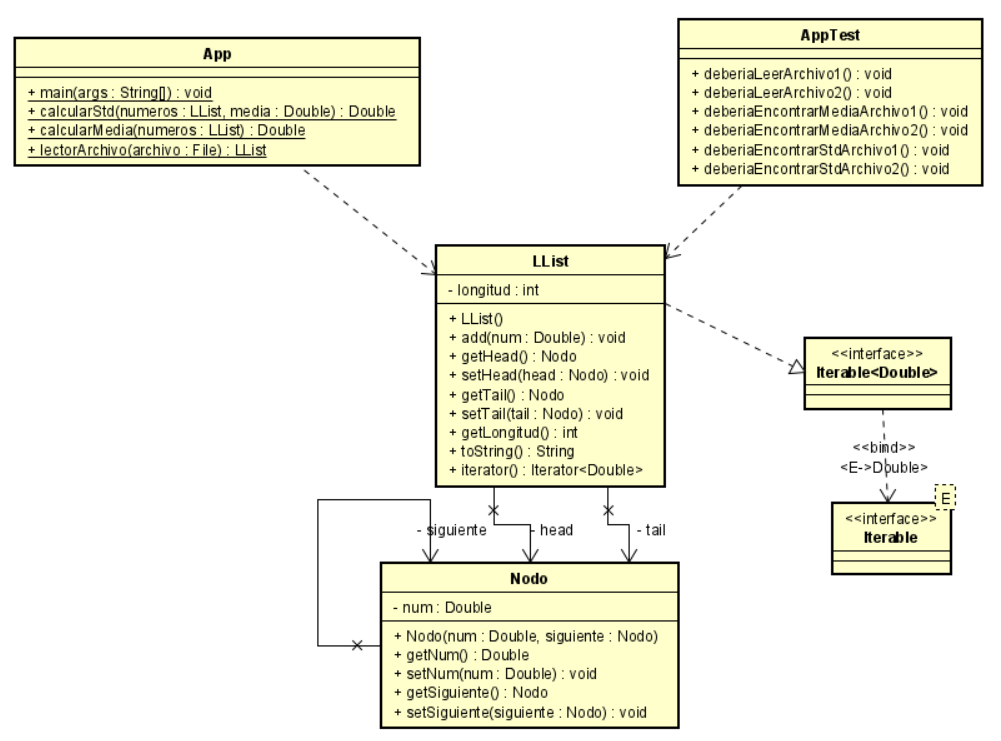 App
+ main(args : String[]) : void
+ calcularStd(numeros : LList, media : Double) : Double
+ calcularMedia(numeros : LList) : Double
+ lectorArchivo(archivo : File) : LList
AppTest
+ deberiaLeerArchivo1() : void
+ deberiaLeerArchivo2() : void
+ deberiaEncontrarMediaArchivo1() : void
+ deberiaEncontrarMediaArchivo2() : void
+ deberiaEncontrarStdArchivo1() : void
+ deberiaEncontrarStdArchivo2() : void
LList
- longitud : int
+ LList()
+ add(num : Double) : void
+ getHead() : Nodo
+ setHead(head : Nodo) : void
+ getTail() : Nodo
+ setTail(tail : Nodo) : void
+ getLongitud() : int
+ toString() : String
+ iterator() : Iterator<Double>
<<interface>>
Iterable<Double>
<<bind>>
<E->Double>
E
<<interface>>
Iterable
- siguiente
- head
- tail
Nodo
- num : Double
+ Nodo(num : Double, siguiente : Nodo)
+ getNum() : Double
+ setNum(num : Double) : void
+ getSiguiente() : Nodo
+ setSiguiente(siguiente : Nodo) : void